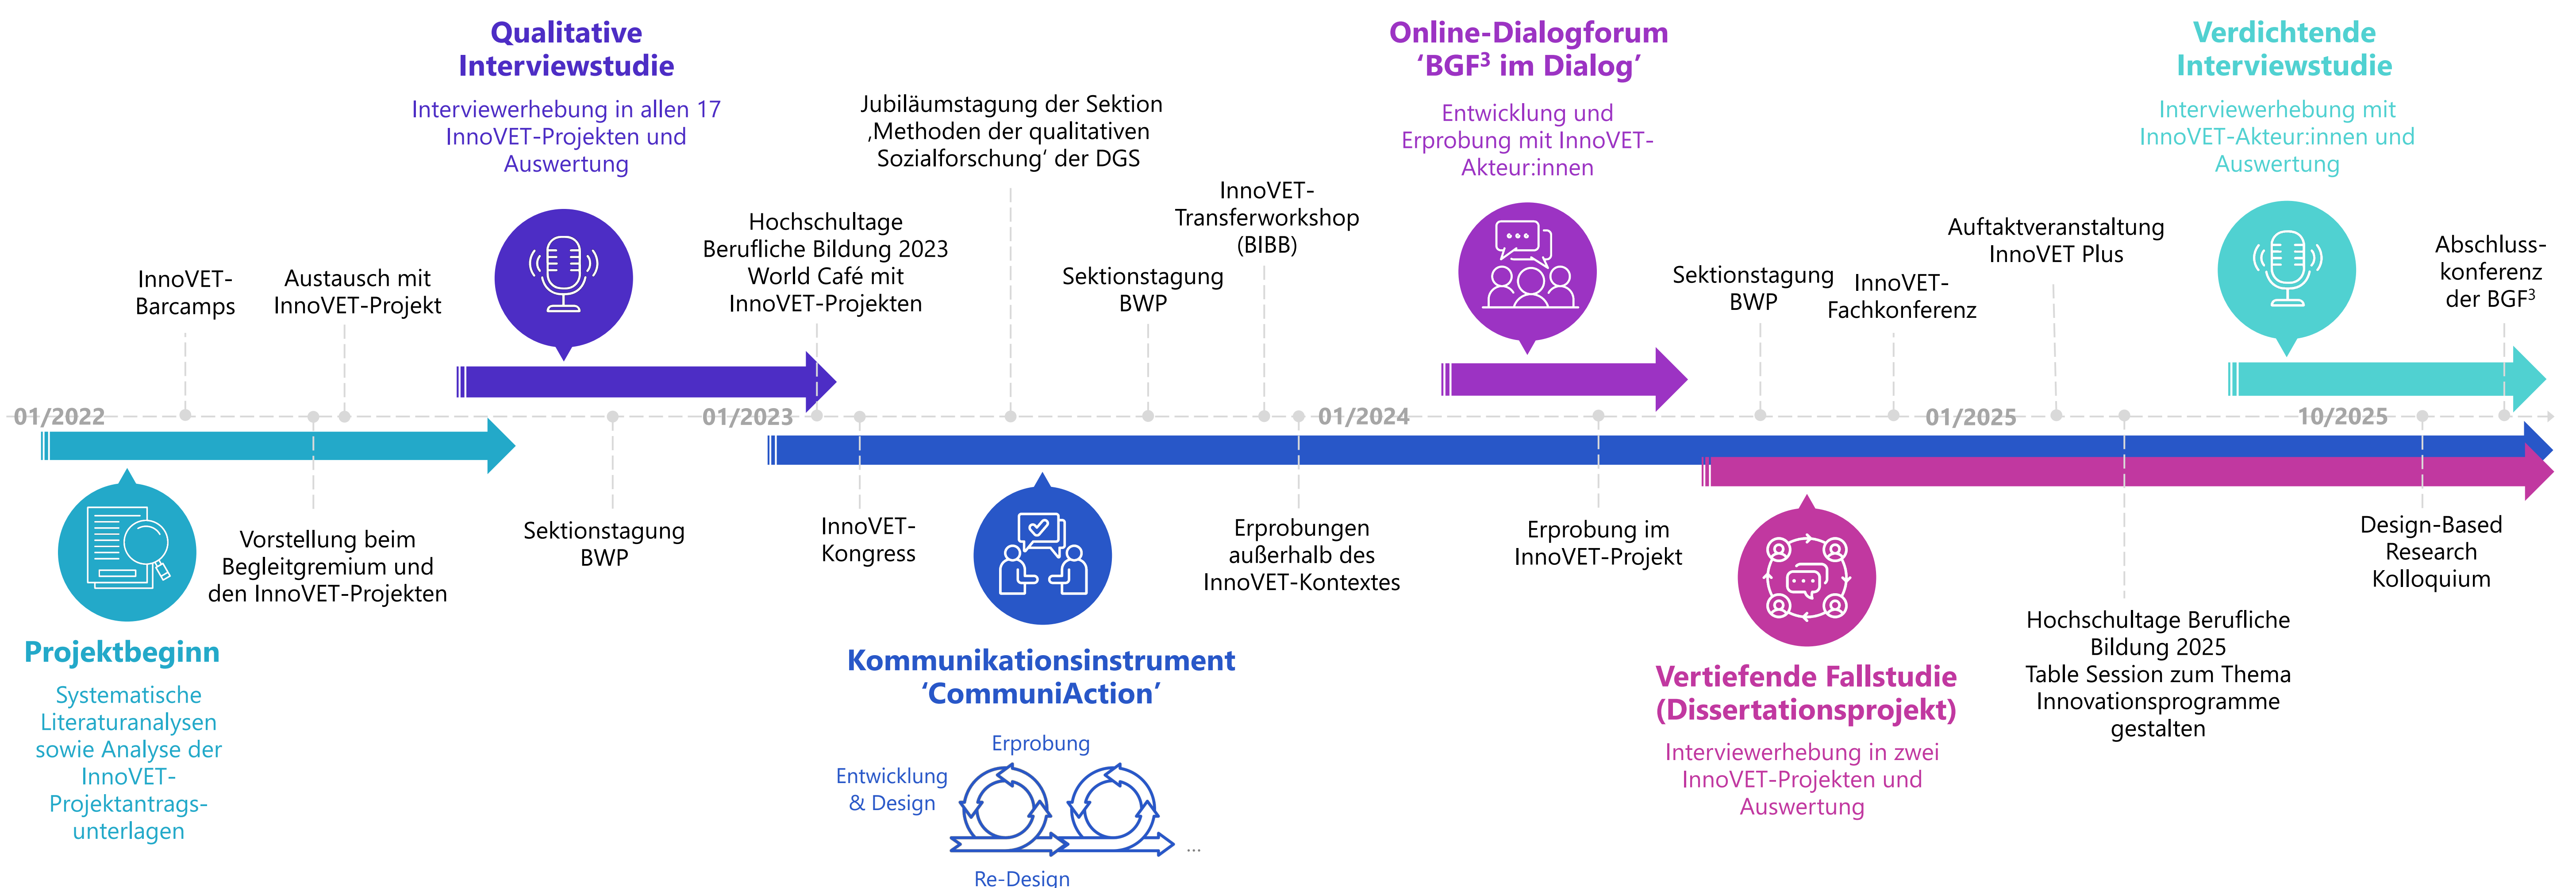 Qualitative
Interviewstudie
Interviewerhebung in allen 17
InnoVET-Projekten und
Auswertung
Online-Dialogforum
‘BGF³ im Dialog’
Entwicklung und
Erprobung mit InnoVET-
Akteur:innen
Verdichtende
Interviewstudie
Interviewerhebung mit
InnoVET-Akteur:innen und
Auswertung
InnoVET-
Barcamps
Austausch mit
InnoVET-Projekt
Hochschultage
Berufliche Bildung 2023
World Café mit
InnoVET-Projekten
Jubiläumstagung der Sektion
‚Methoden der qualitativen
Sozialforschung‘ der DGS
Sektionstagung
BWP
InnoVET-
Transferworkshop
(BIBB)
Sektionstagung
BWP
InnoVET-
Fachkonferenz
Auftaktveranstaltung
InnoVET Plus
Abschluss-
konferenz
der BGF³
01/2022
01/2023
01/2024
01/2025
10/2025
Projektbeginn
Systematische
Literaturanalysen
sowie Analyse der
InnoVET-
Projektantrags-
unterlagen
Vorstellung beim
Begleitgremium und
den InnoVET-Projekten
Sektionstagung
BWP
InnoVET-
Kongress
Kommunikationsinstrument
‘CommuniAction’
Erprobung
Entwicklung
& Design
...
Re-Design
Erprobungen
außerhalb des
InnoVET-Kontextes
Erprobung im
InnoVET-Projekt
Vertiefende Fallstudie
(Dissertationsprojekt)
Interviewerhebung in zwei
InnoVET-Projekten und
Auswertung
Hochschultage Berufliche
Bildung 2025
Table Session zum Thema
Innovationsprogramme
gestalten
Design-Based
Research
Kolloquium